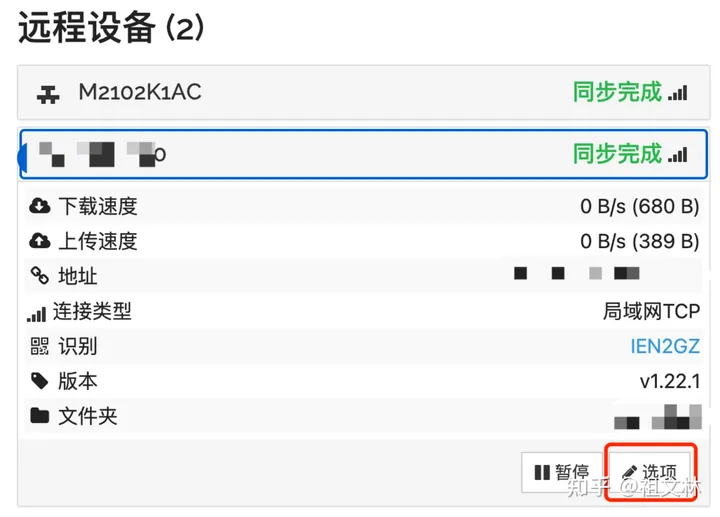 远程设备 (2)
M2102K1AC 同步完成
同步完成
下载速度 0 B/s (680 B)
上传速度 0 B/s (389 B)
地址
连接类型 局域网TCP
识别 IEN2GZ
版本 v1.22.1
文件夹
暂停 选项
知乎 @祖文林